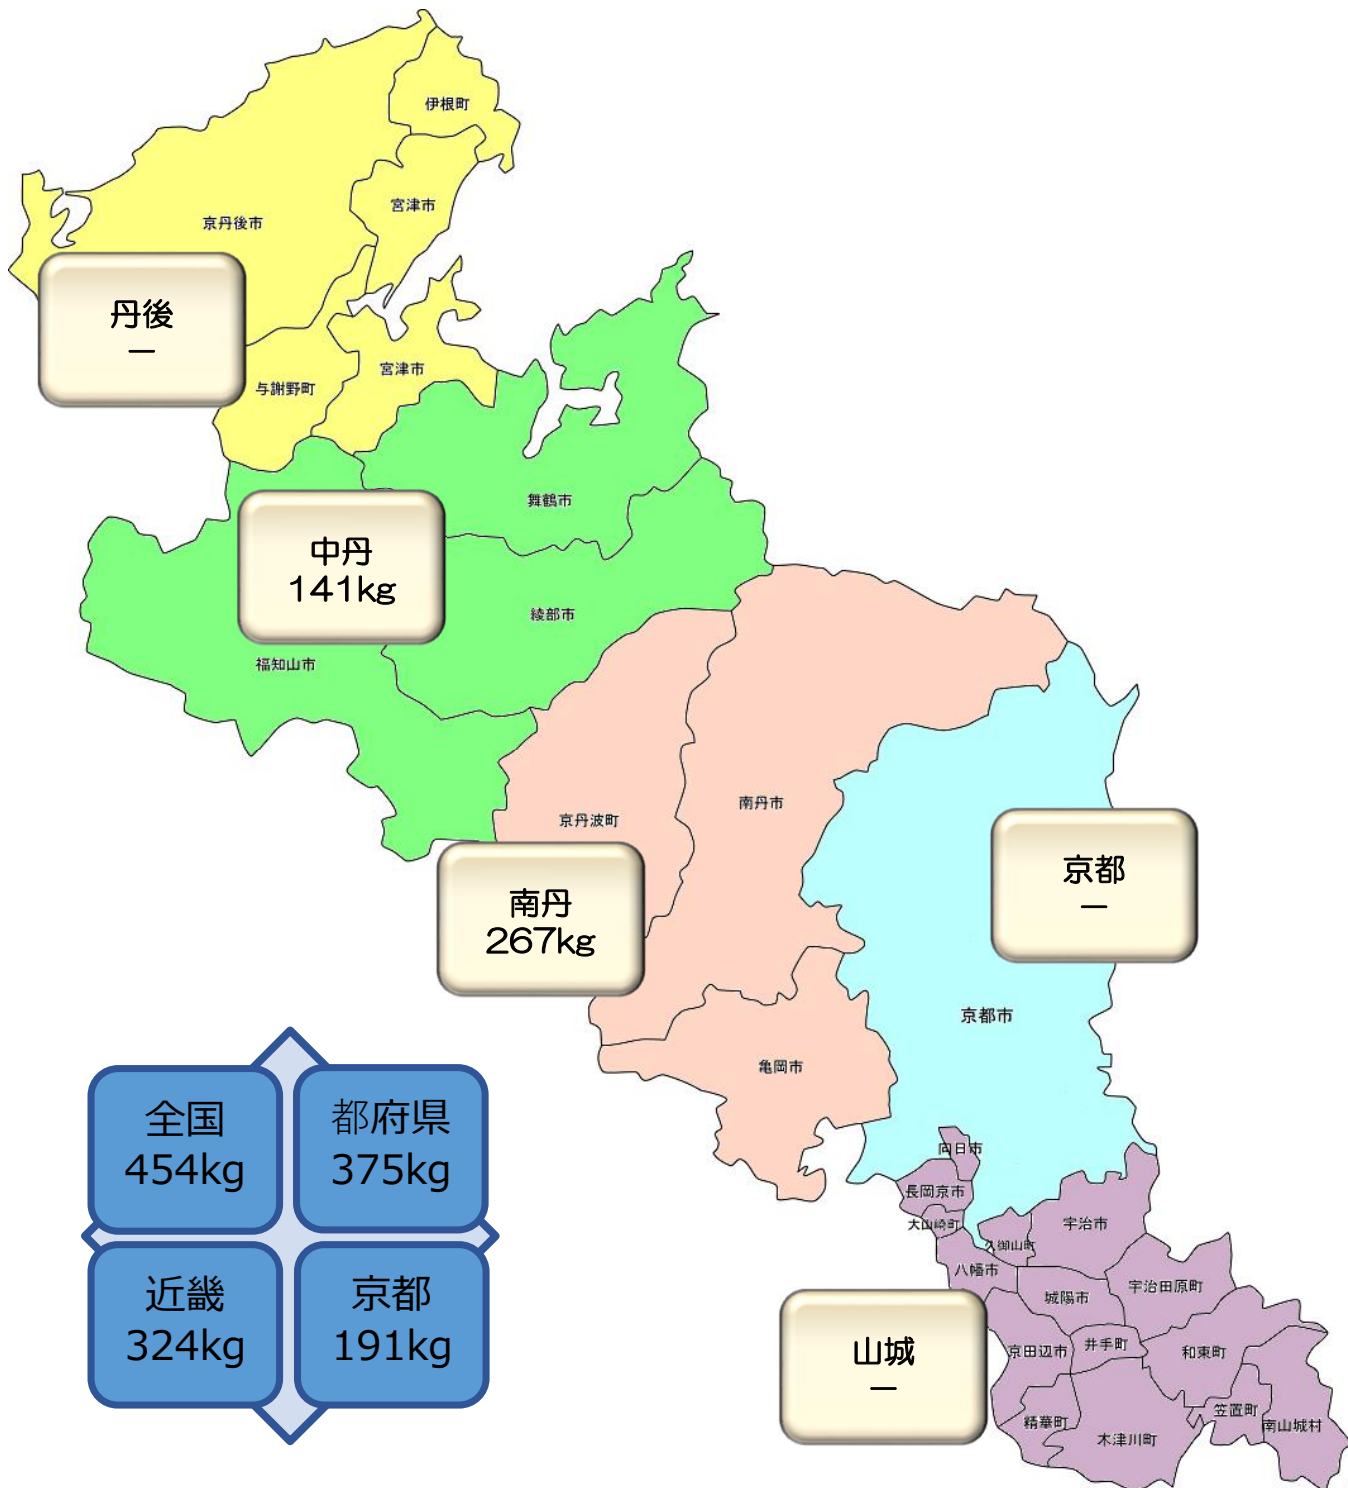 伊根町
宮津市
京丹後市
丹後
―
宮津市
与謝野町
舞鶴市
中丹
141kg
綾部市
福知山市
南丹市
京丹波町
京都
―
南丹
267kg
京都市
亀岡市
全国
454kg
都府県
375kg
近畿
324kg
京都
191kg
向日市
長岡京市
大山崎町
宇治市
久御山町
八幡市
宇治田原町
城陽市
井手町
京田辺市
和束町
山城
―
笠置町
精華町
南山城村
木津川町